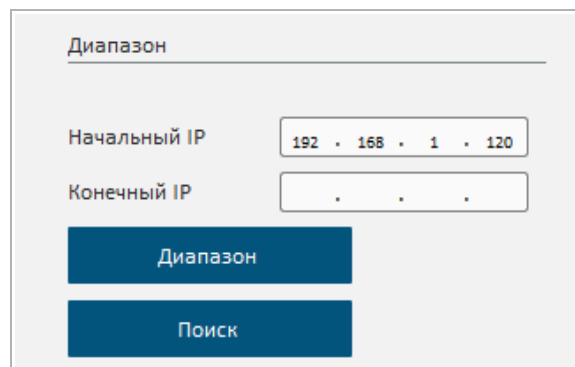 Диапазон
Начальный IP 192 . 168 . 1 . 120
Конечный IP . . .
Диапазон
Поиск